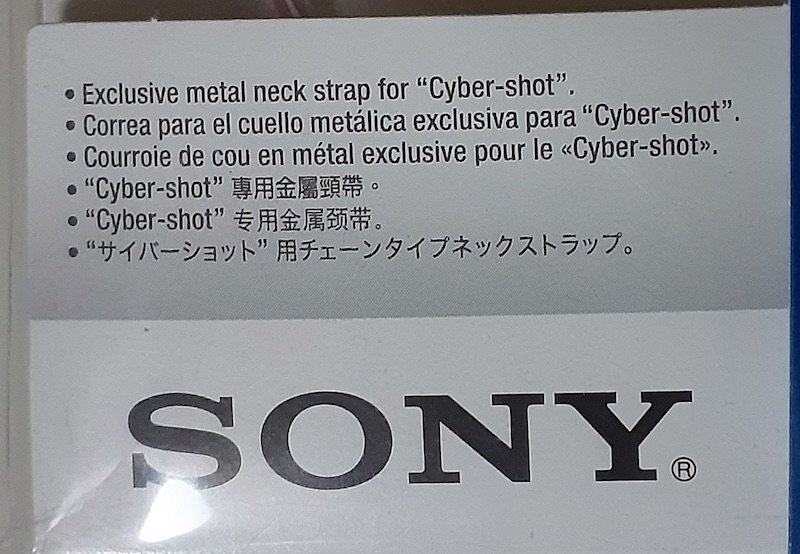 • Exclusive metal neck strap for “Cyber-shot”.
• Correa para el cuello metálica exclusiva para “Cyber-shot”.
• Courroie de cou en métal exclusive pour le «Cyber-shot».
• “Cyber-shot” 專用金屬頸帶。
• “Cyber-shot” 专用金属颈带。
• “サイバーショット” 用チェーンタイプネックストラップ。
SONY®